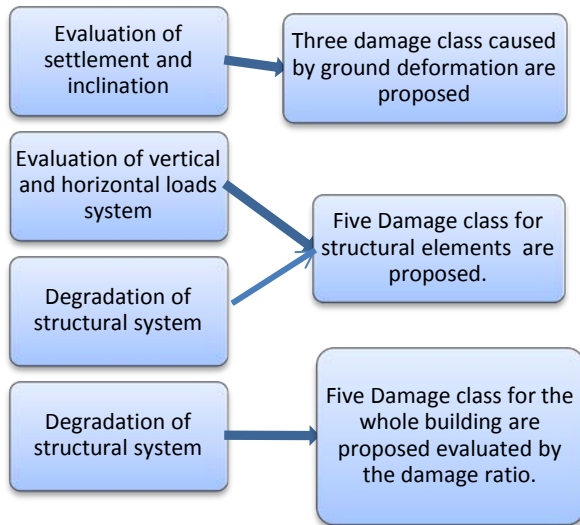 Evaluation of
settlement and
inclination
Three damage class caused
by ground deformation are
proposed
Evaluation of vertical
and horizontal loads
system
Five Damage class for
structural elements are
proposed.
Degradation of
structural system
Degradation of
structural system
Five Damage class for the
whole building are
proposed evaluated by
the damage ratio.